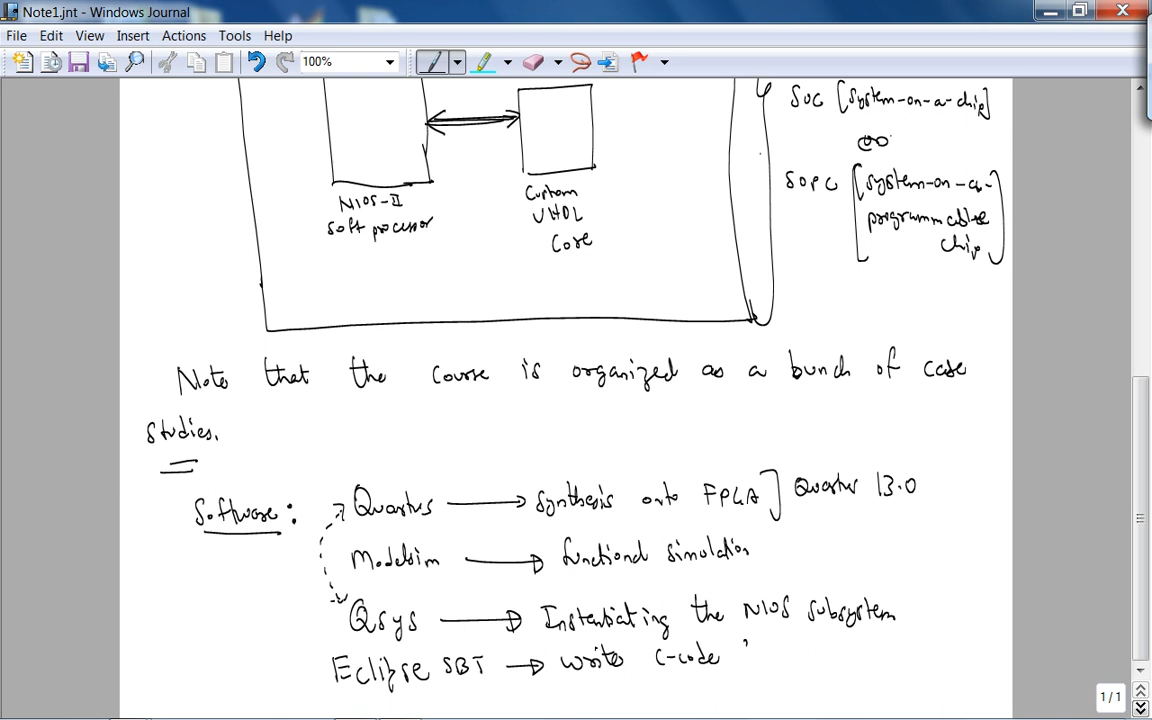 Note1.jnt - Windows Journal
File Edit View Insert Actions Tools Help
100%
SOC [system-on-a-chip]
or
SOPC [system-on-a-
programmable
chip]
NIOS-II
soft processor
Custom
VHDL
Core
Note that the course is organized as a bunch of case
studies.
Software: Quartus → Synthesis onto FPGA] Quartus 13.0
Modelsim → functional simulation
Qsys → Instantiating the NIOS subsystem
Eclipse SBT → write C-code
1/1